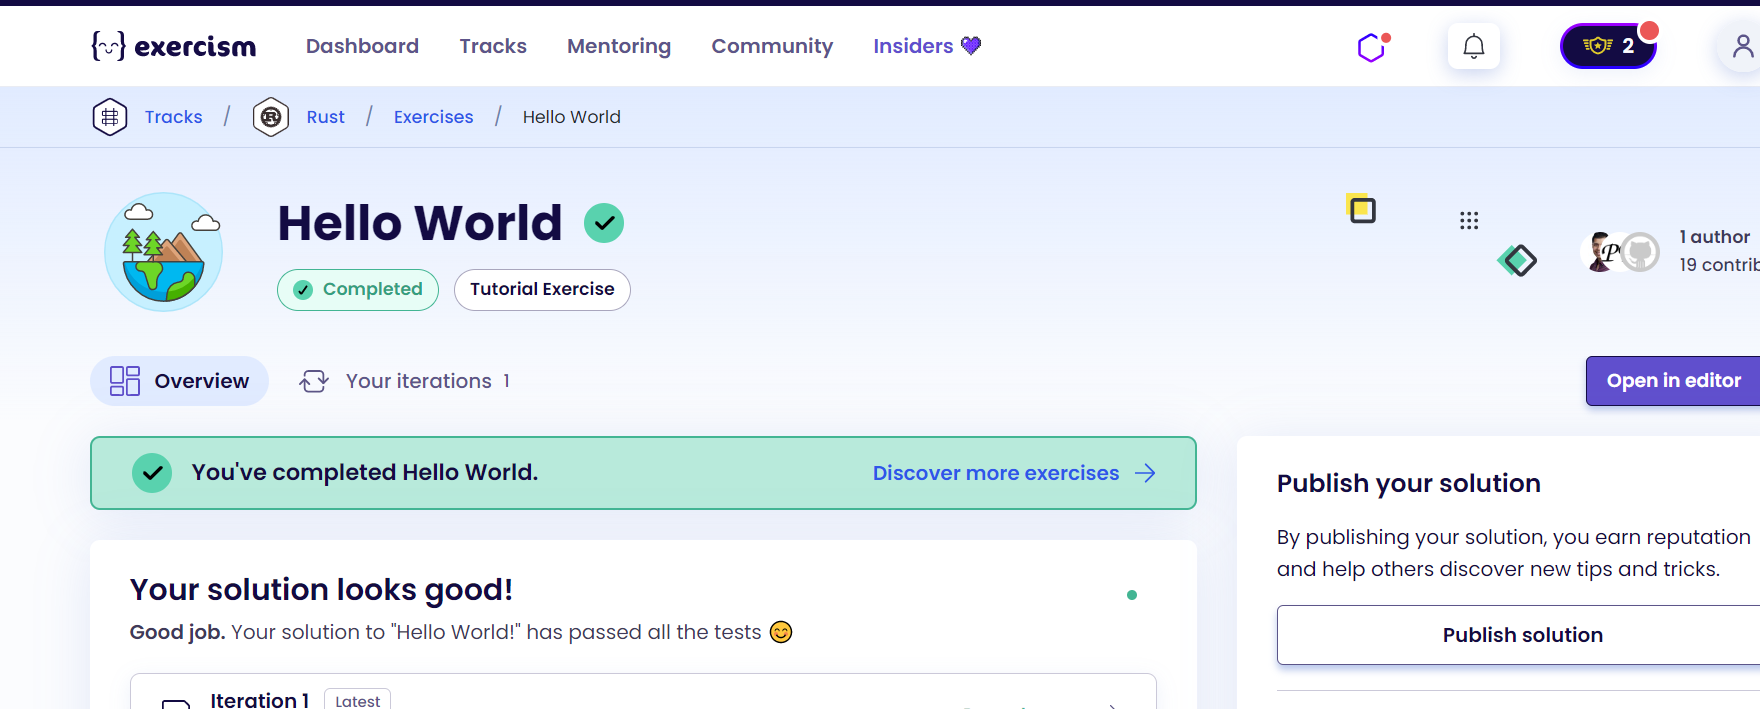 exercism Dashboard Tracks Mentoring Community Insiders 2
Tracks / Rust / Exercises / Hello World
Hello World
Completed Tutorial Exercise
1 author
19 contrib
Overview Your iterations 1
Open in editor
You've completed Hello World. Discover more exercises
Your solution looks good!
Good job. Your solution to "Hello World!" has passed all the tests 😊
Iteration 1 Latest
Publish your solution
By publishing your solution, you earn reputation
and help others discover new tips and tricks.
Publish solution